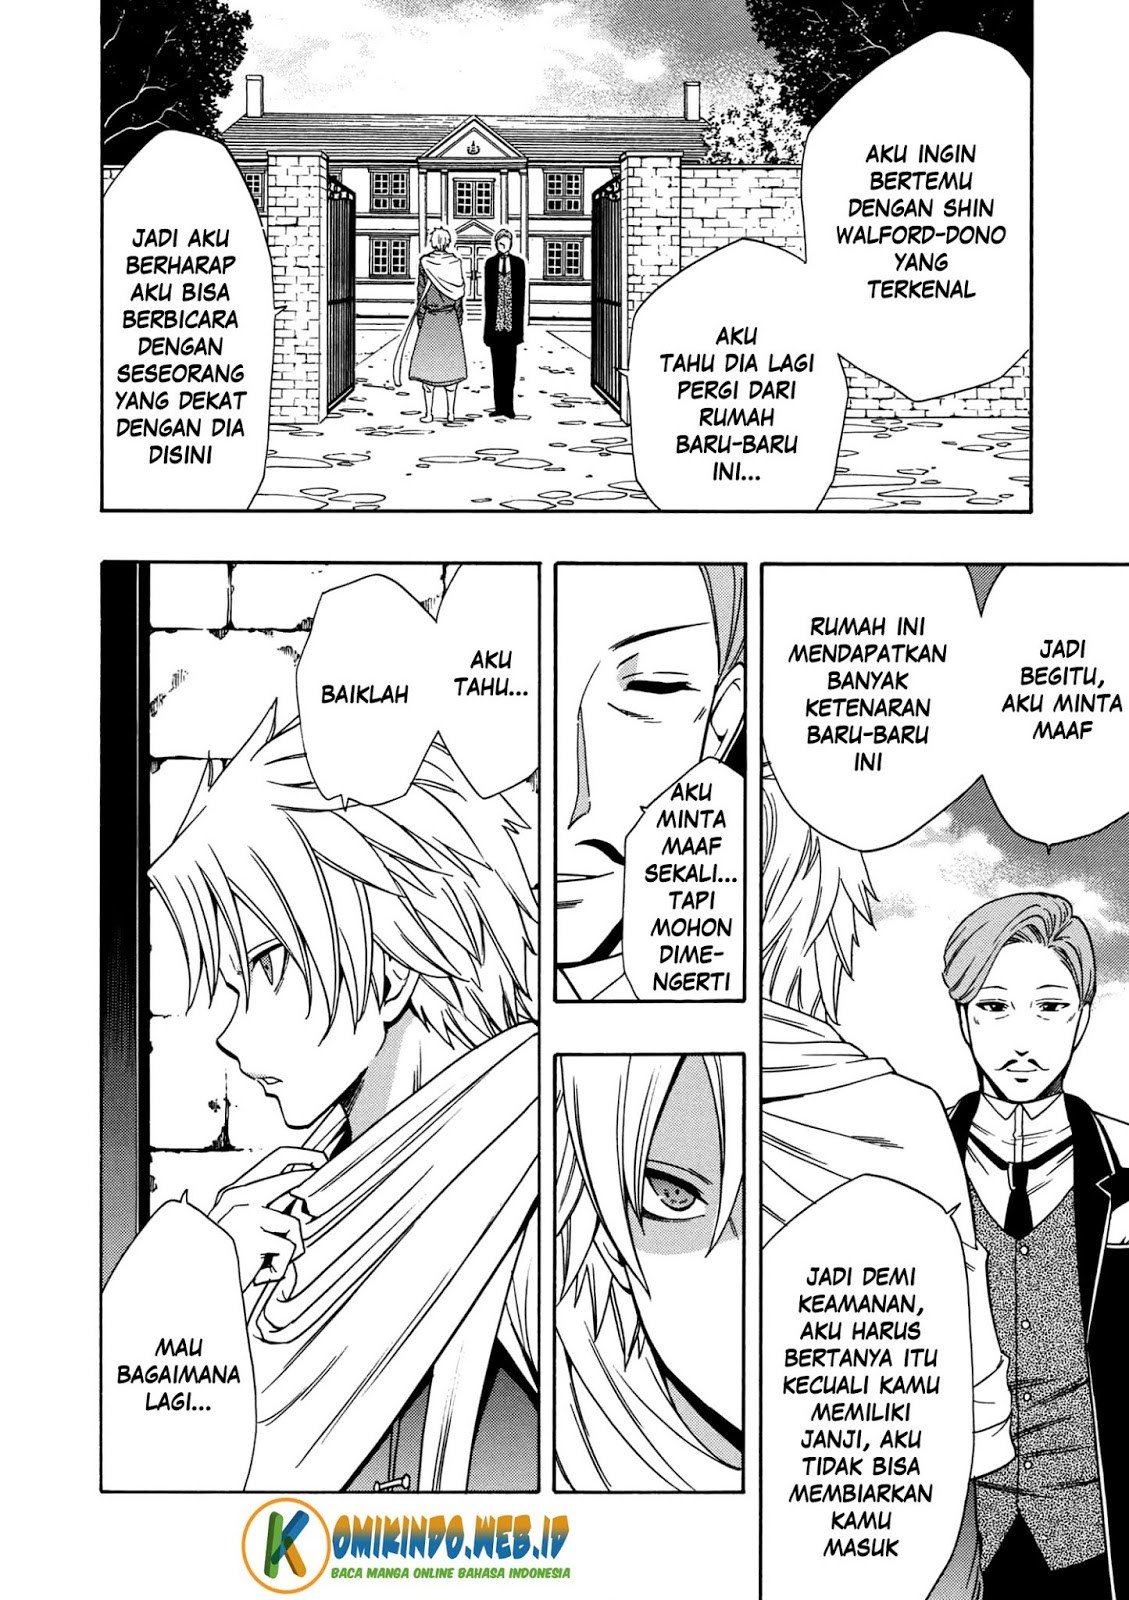 AKU INGIN
BERTEMU
DENGAN SHIN
WALFORD-DONO
YANG
TERKENAL
AKU
TAHU DIA LAGI
PERGI DARI
RUMAH
BARU-BARU
INI...
JADI AKU
BERHARAP
AKU BISA
BERBICARA
DENGAN
SESEORANG
YANG DEKAT
DENGAN DIA
DISINI
JADI
BEGITU,
AKU MINTA
MAAF
RUMAH INI
MENDAPATKAN
BANYAK
KETENARAN
BARU-BARU
INI
JADI DEMI
KEAMANAN,
AKU HARUS
BERTANYA ITU
KECUALI KAMU
MEMILIKI
JANJI, AKU
TIDAK BISA
MEMBIARKAN
KAMU
MASUK
AKU
MINTA
MAAF
SEKALI...
TAPI
MOHON
DIME-
NGERTI
AKU
TAHU...
BAIKLAH
MAU
BAGAIMANA
LAGI...
KOMIKINDO.WEB.ID
BACA MANGA ONLINE BAHASA INDONESIA